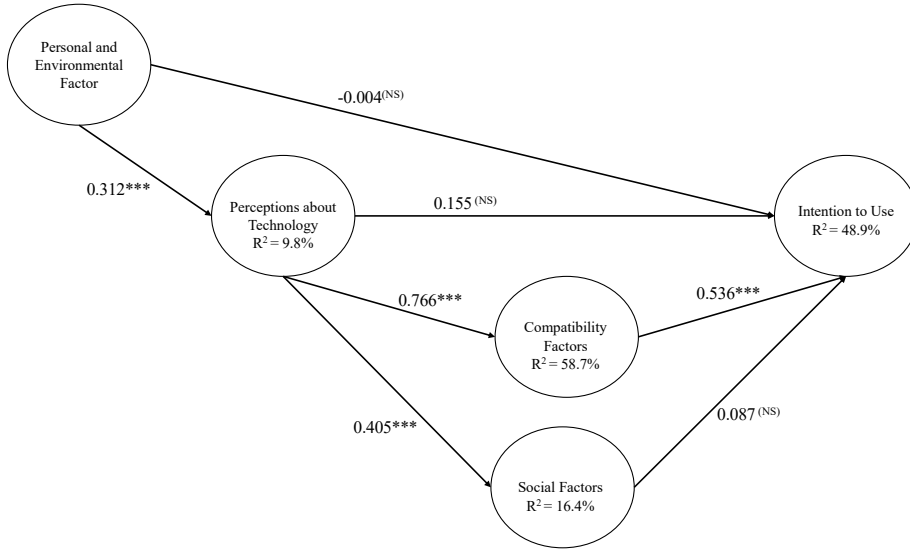 Personal and
Environmental
Factor
-0.004(NS)
0.312***
Perceptions about
Technology
R² = 9.8%
0.155 (NS)
Intention to Use
R² = 48.9%
0.766***
0.536***
Compatibility
Factors
R² = 58.7%
0.405***
0.087 (NS)
Social Factors
R² = 16.4%